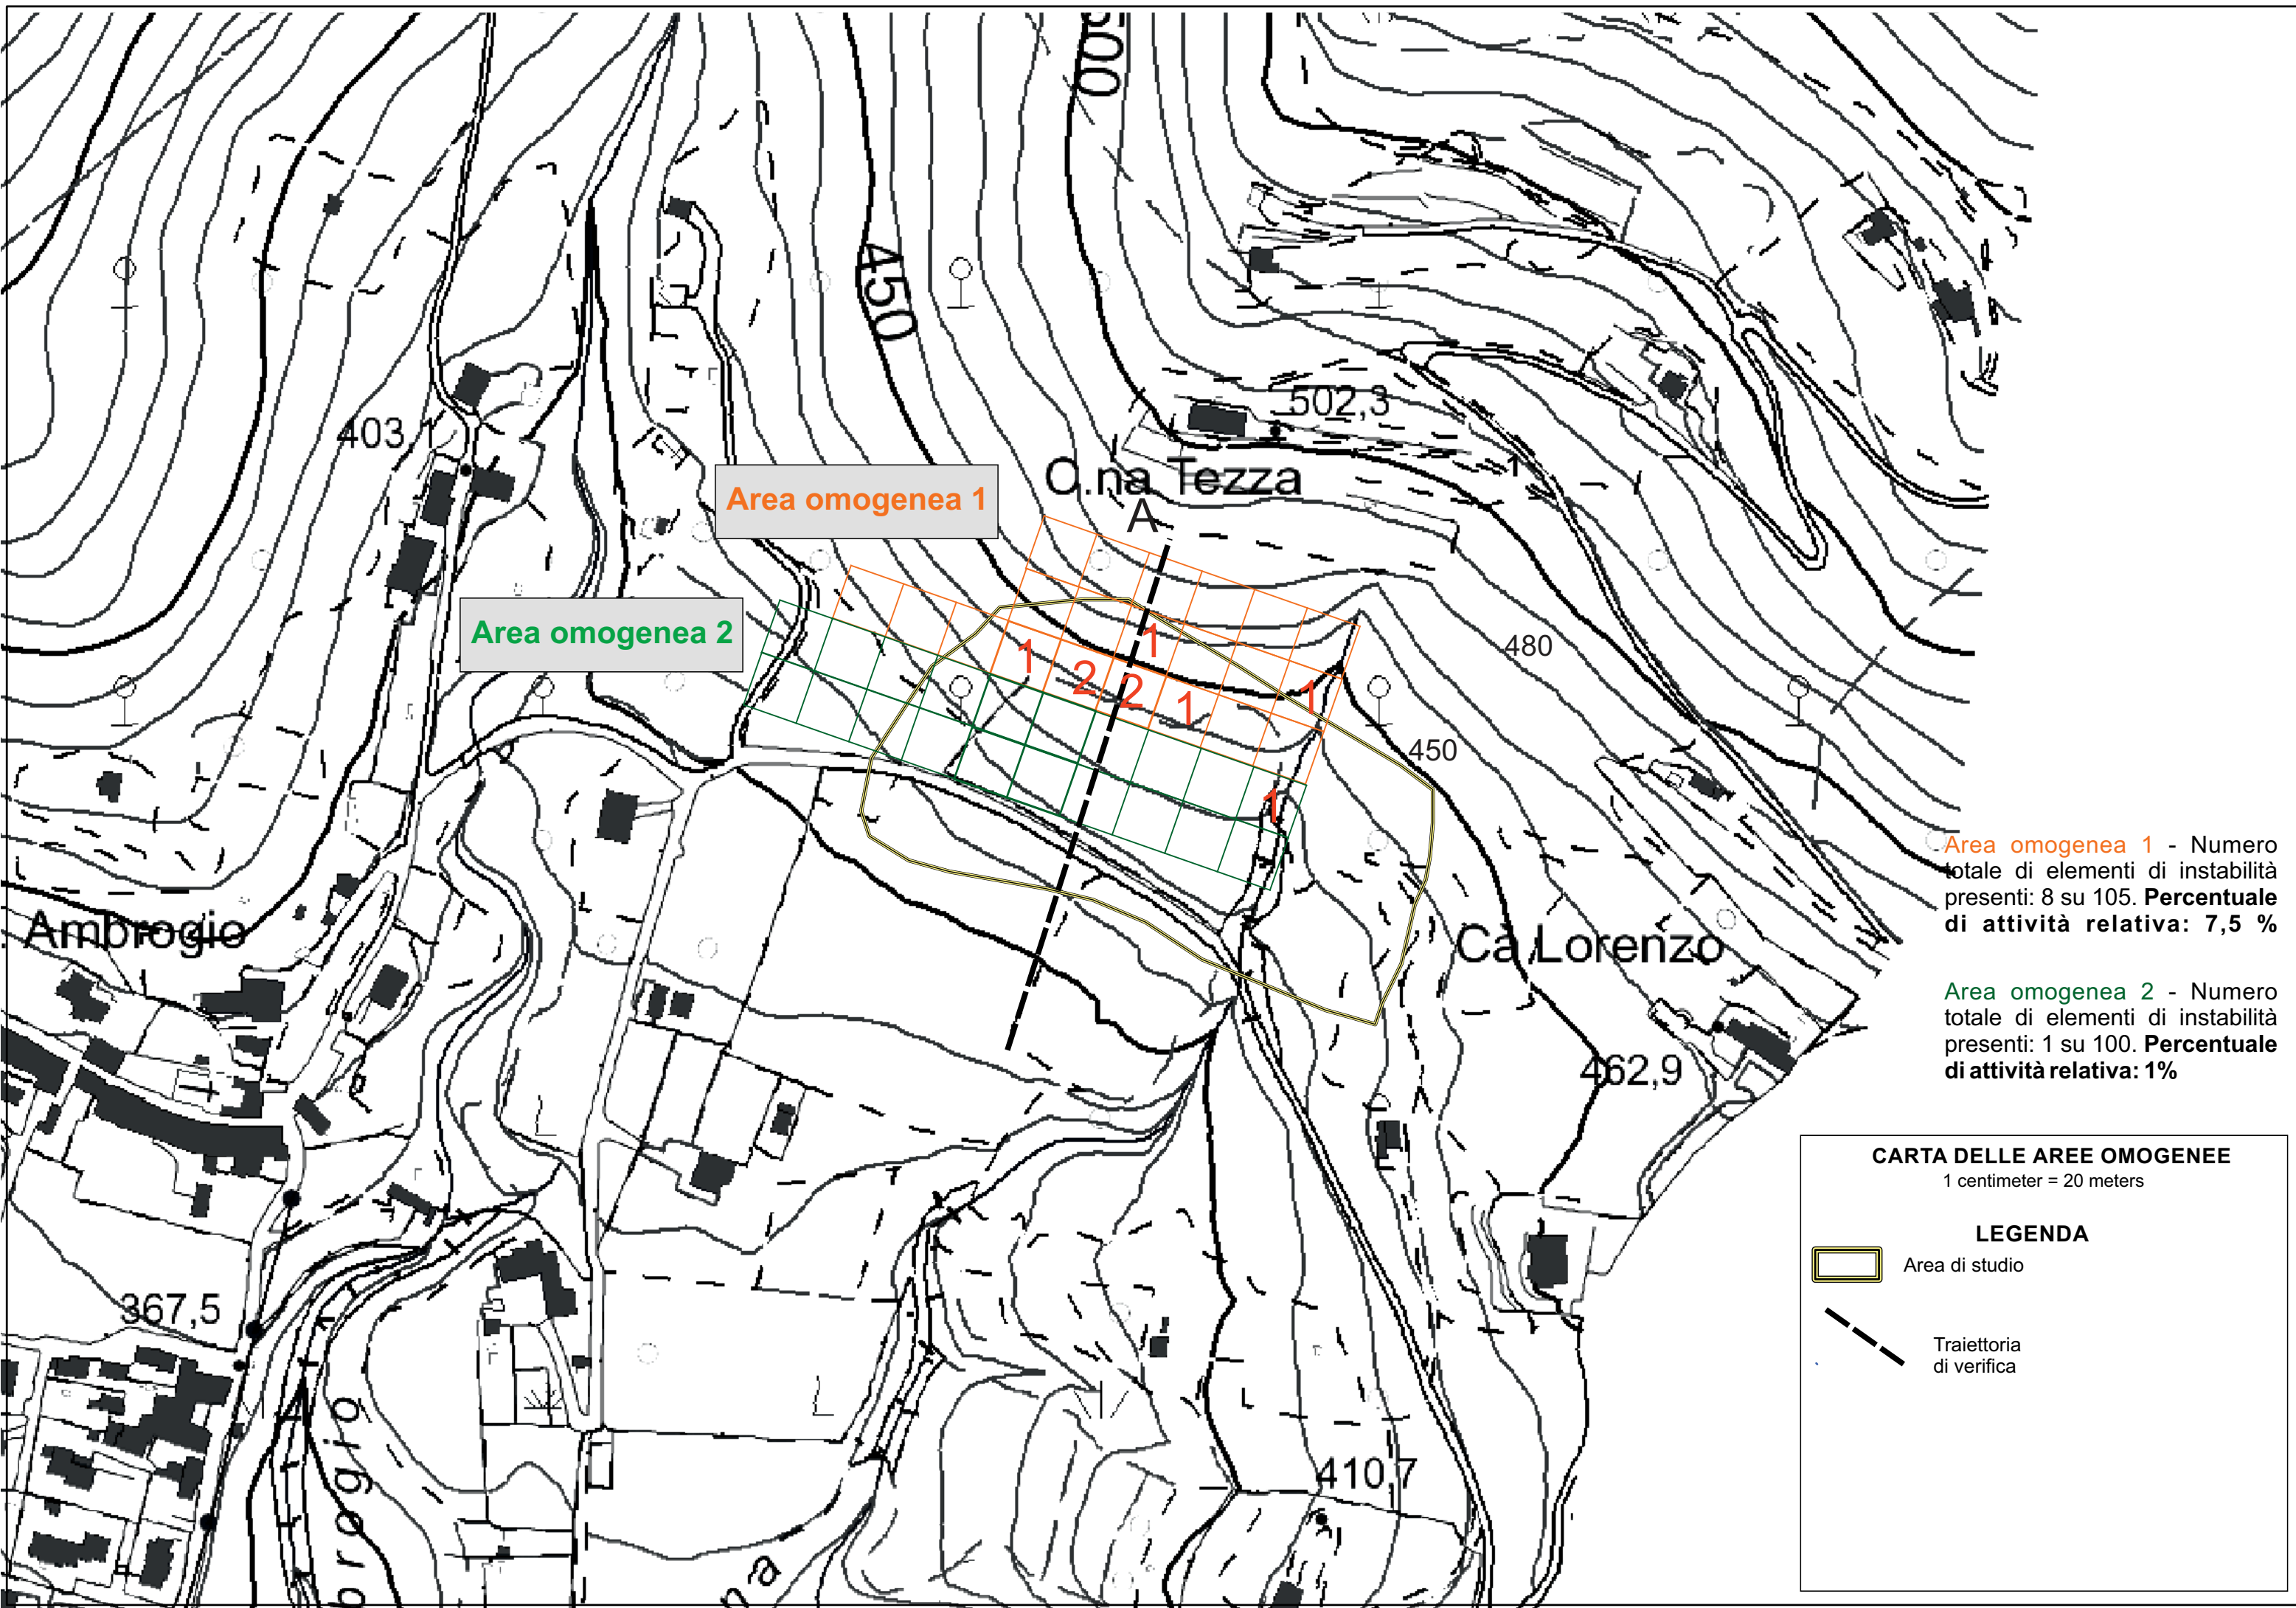 500
450
403,1
502,3
C.na Tezza
A
Area omogenea 1
Area omogenea 2
1
1
2
2
1
1
1
480
450
Ambrogio
Cà Lorenzo
462,9
367,5
410,7
brogio
na
Area omogenea 1 - Numero
totale di elementi di instabilità
presenti: 8 su 105. Percentuale
di attività relativa: 7,5 %
Area omogenea 2 - Numero
totale di elementi di instabilità
presenti: 1 su 100. Percentuale
di attività relativa: 1%
CARTA DELLE AREE OMOGENEE
1 centimeter = 20 meters
LEGENDA
Area di studio
Traiettoria
di verifica